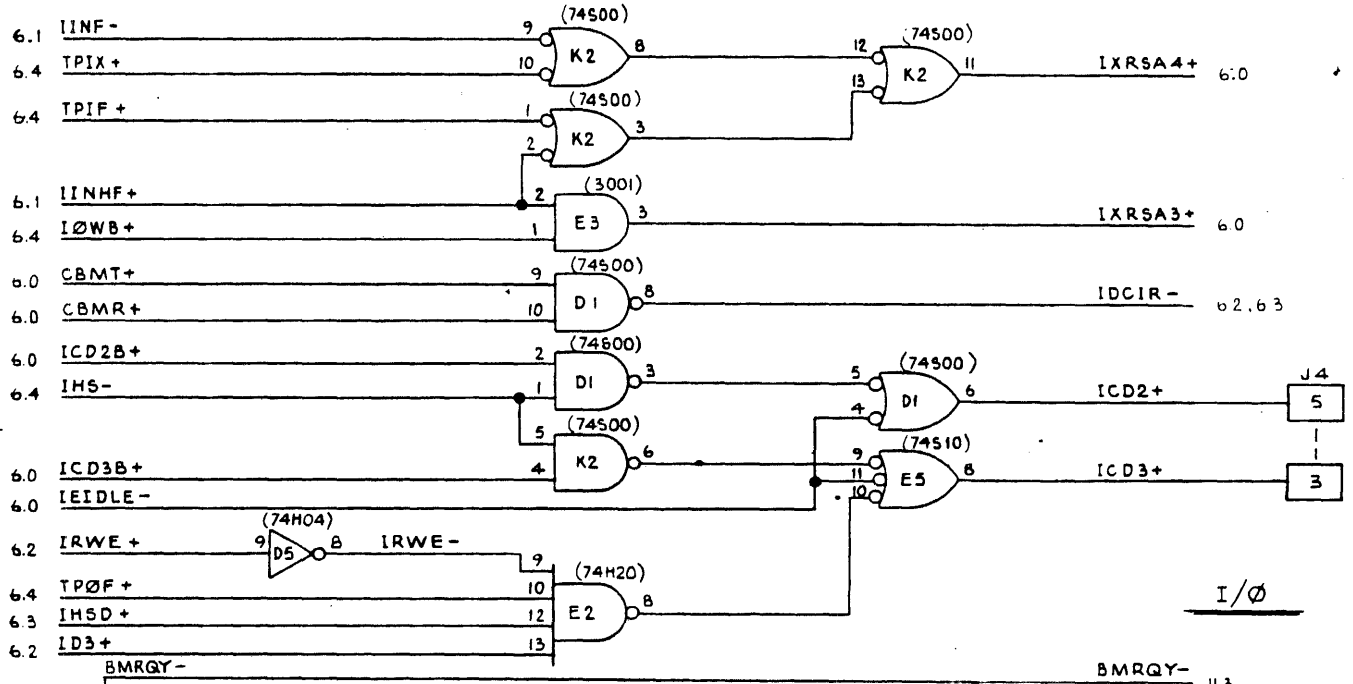 (74S00) (74S00)
6.1 IINF- 9 K2 8 12 K2 11 IXRSA4+ 6.0
6.4 TPIX+ 10 13
(74S00)
6.4 TPIF+ 1 K2 3
2
(3001)
6.1 IINHF+ 2 E3 3 IXRSA3+ 6.0
6.4 IØWB+ 1
(74S00)
6.0 CBMT+ 9 D1 8 IDCIR- 6.2, 6.3
6.0 CBMR+ 10
(74S00) (74S00)
6.0 ICD2B+ 2 D1 3 5 D1 6 ICD2+ J4 5
6.4 IHS- 1 4
(74S00) (74S10)
5 K2 6 9 E5 8 ICD3+ 3
6.0 ICD3B+ 4 11
6.0 IEIDLE- 10
(74H04)
6.2 IRWE+ 9 D5 8 IRWE- 9
(74H20)
6.4 TPØF+ 10 E2 8
6.3 IHSD+ 12
6.2 ID3+ 13
I/Ø
BMRQY- BMRQY-